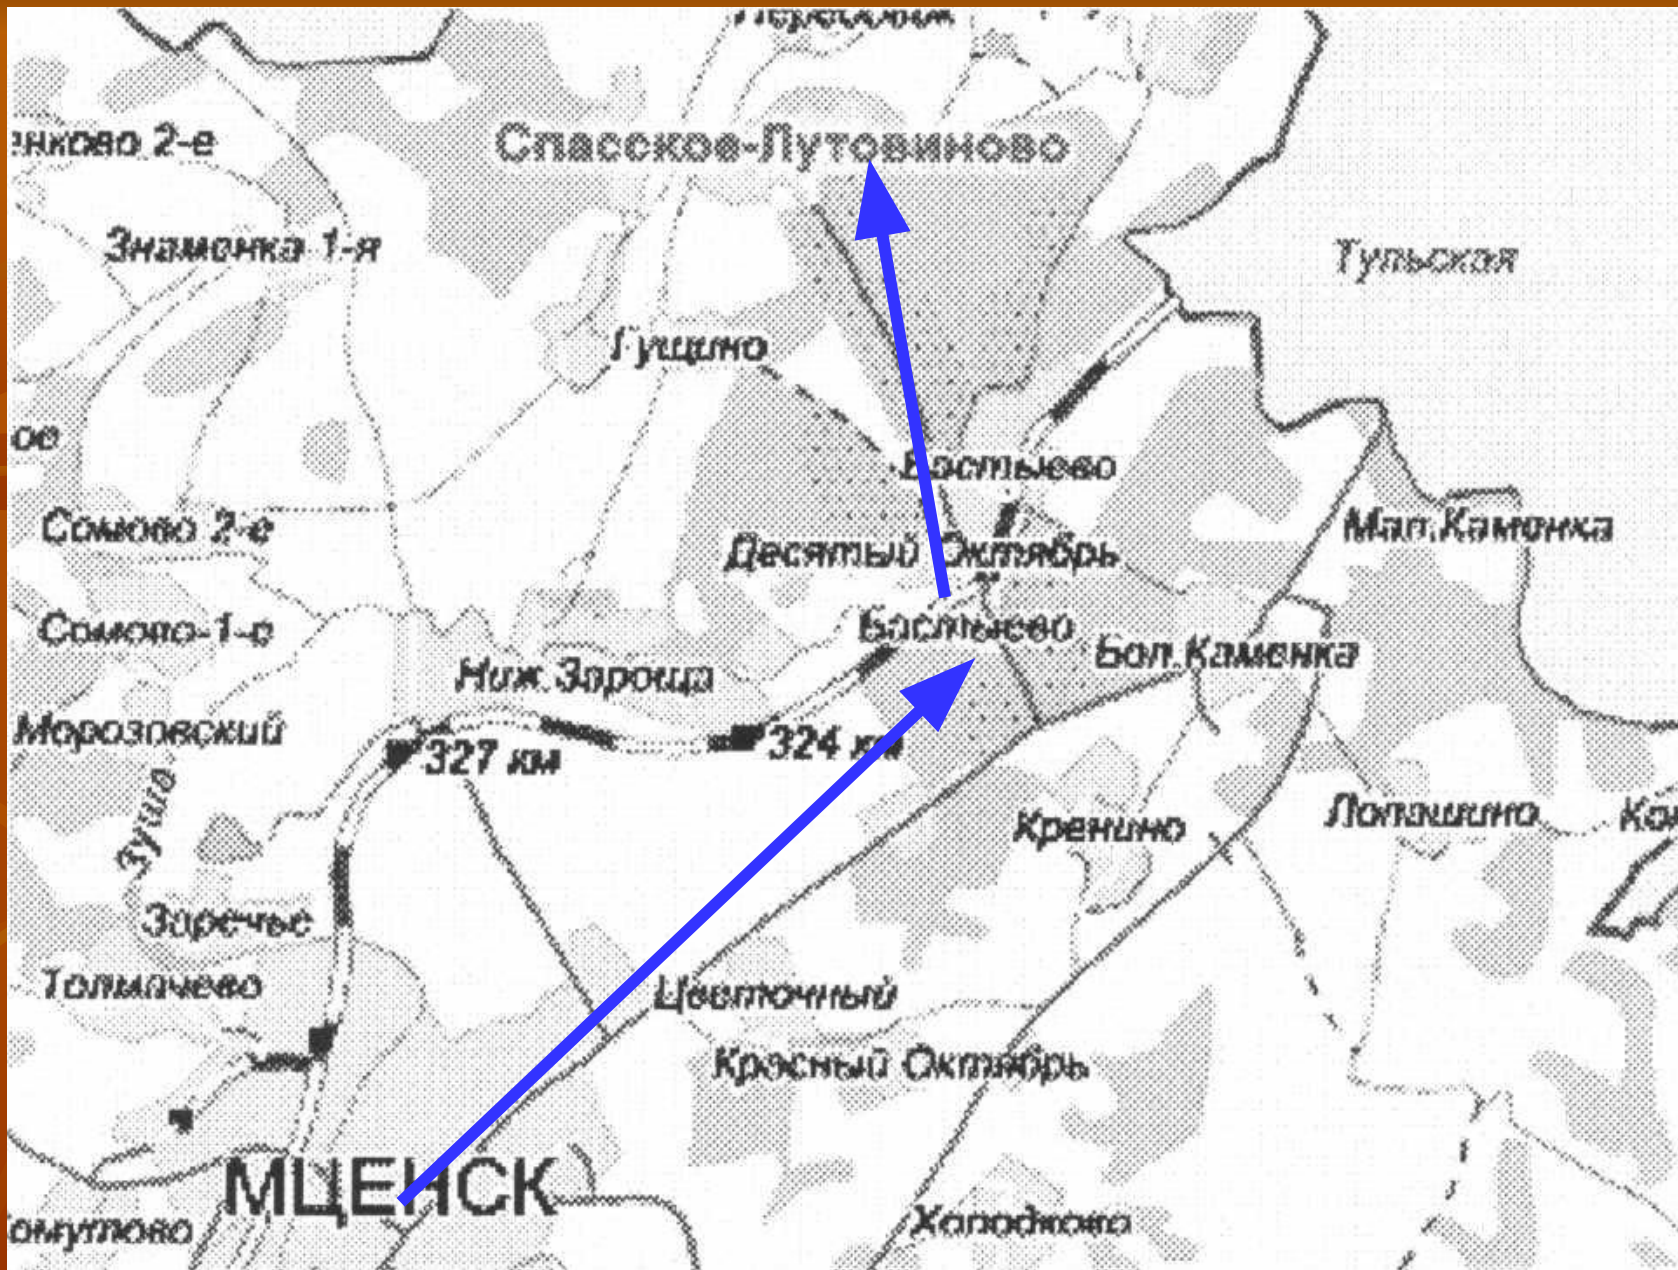 Спасское-Лутовиново
Знаменка 1-я
Тульская
Гущино
Бастыево
Сомово 2-е
Мал.Каменка
Десятый Октябрь
Сомово-1-е
Бастыево
Бол.Каменка
Ниж.Зароща
Морозовский
327 км
324 км
Зуша
Кренино
Заречье
Толмачево
Цветочный
Красный Октябрь
МЦЕНСК
Холодково